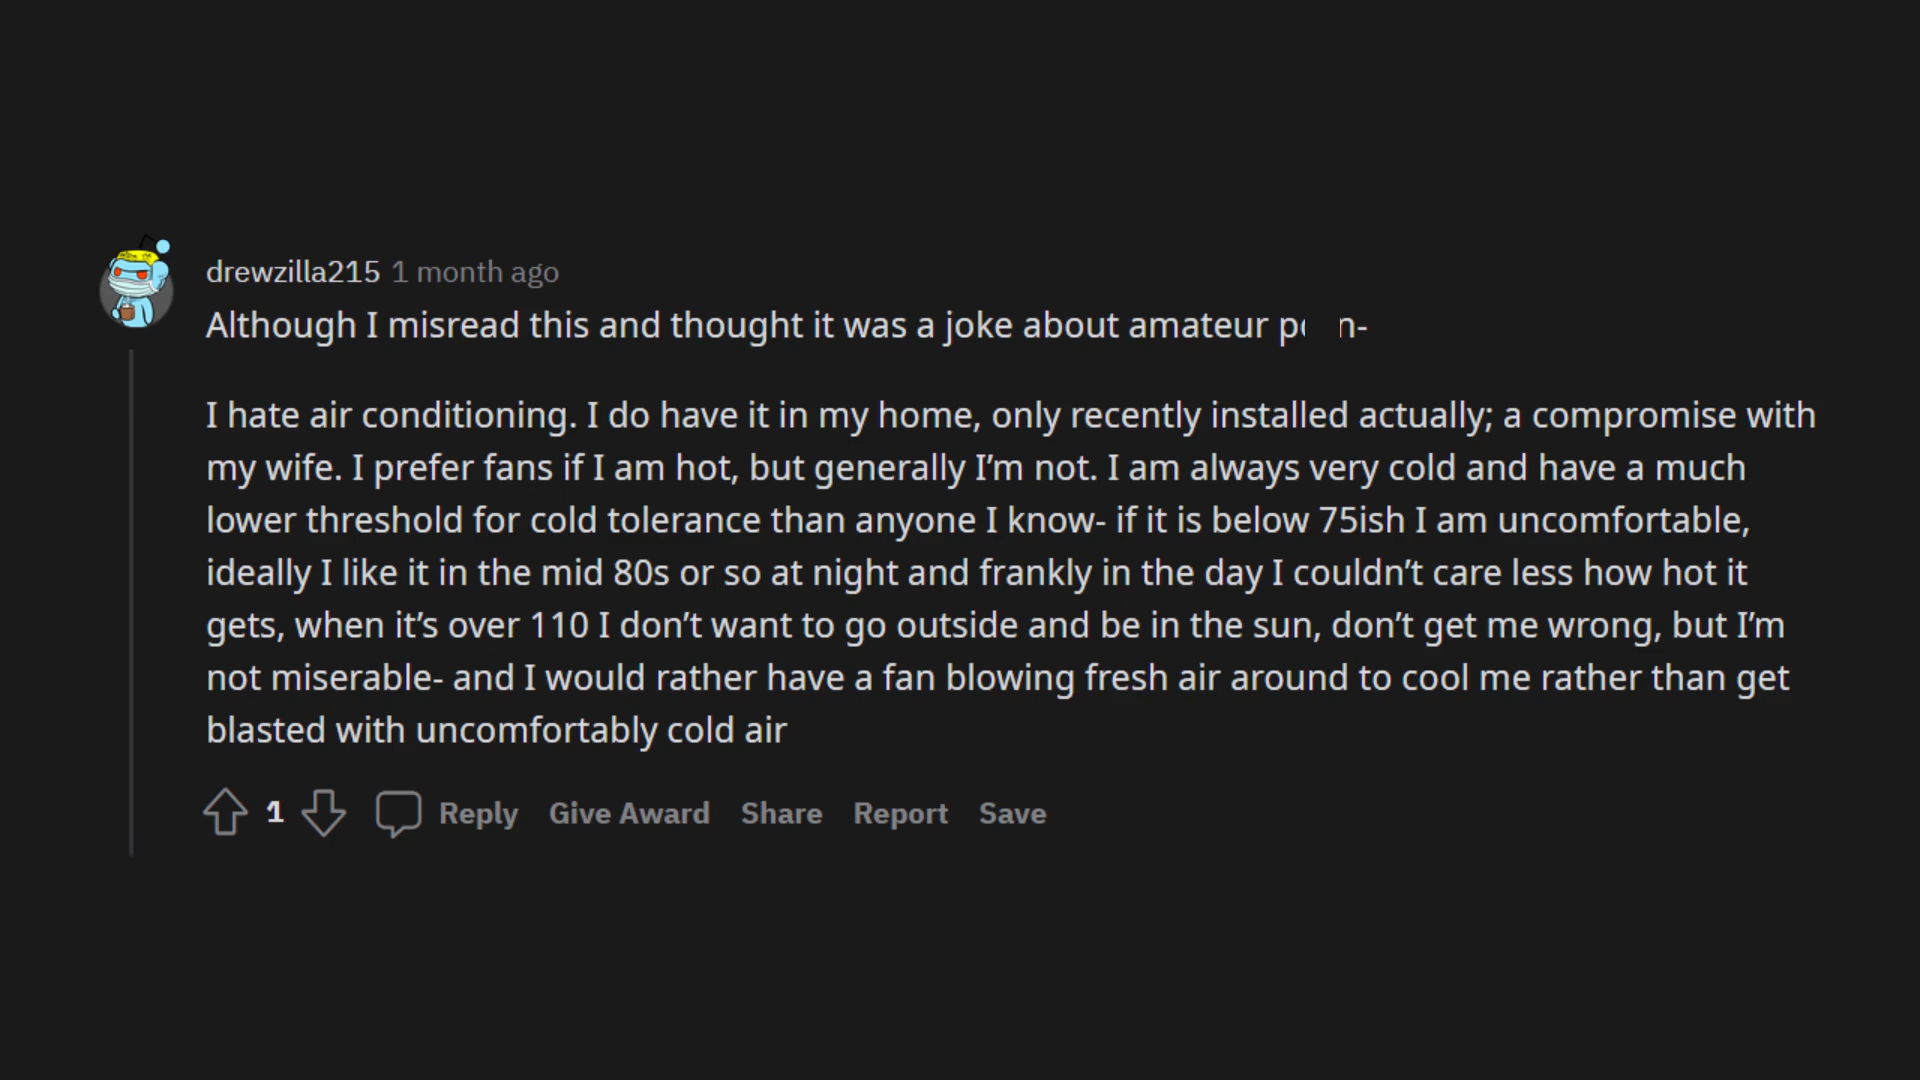 drewzilla215 1 month ago
Although I misread this and thought it was a joke about amateur
I hate air conditioning. I do have it in my home, only recently installed actually; a compromise with
my wife. I prefer fans if I am hot, but generally I’m not. I am always very cold and have a much
lower threshold for cold tolerance than anyone I know- if it is below 75ish I am uncomfortable,
ideally I like it in the mid 80s or so at night and frankly in the day I couldn’t care less how hot it
gets, when it’s over 110 I don’t want to go outside and be in the sun, don’t get me wrong, but I’m
not miserable- and I would rather have a fan blowing fresh air around to cool me rather than get
blasted with uncomfortably cold air
1 Reply Give Award Share Report Save